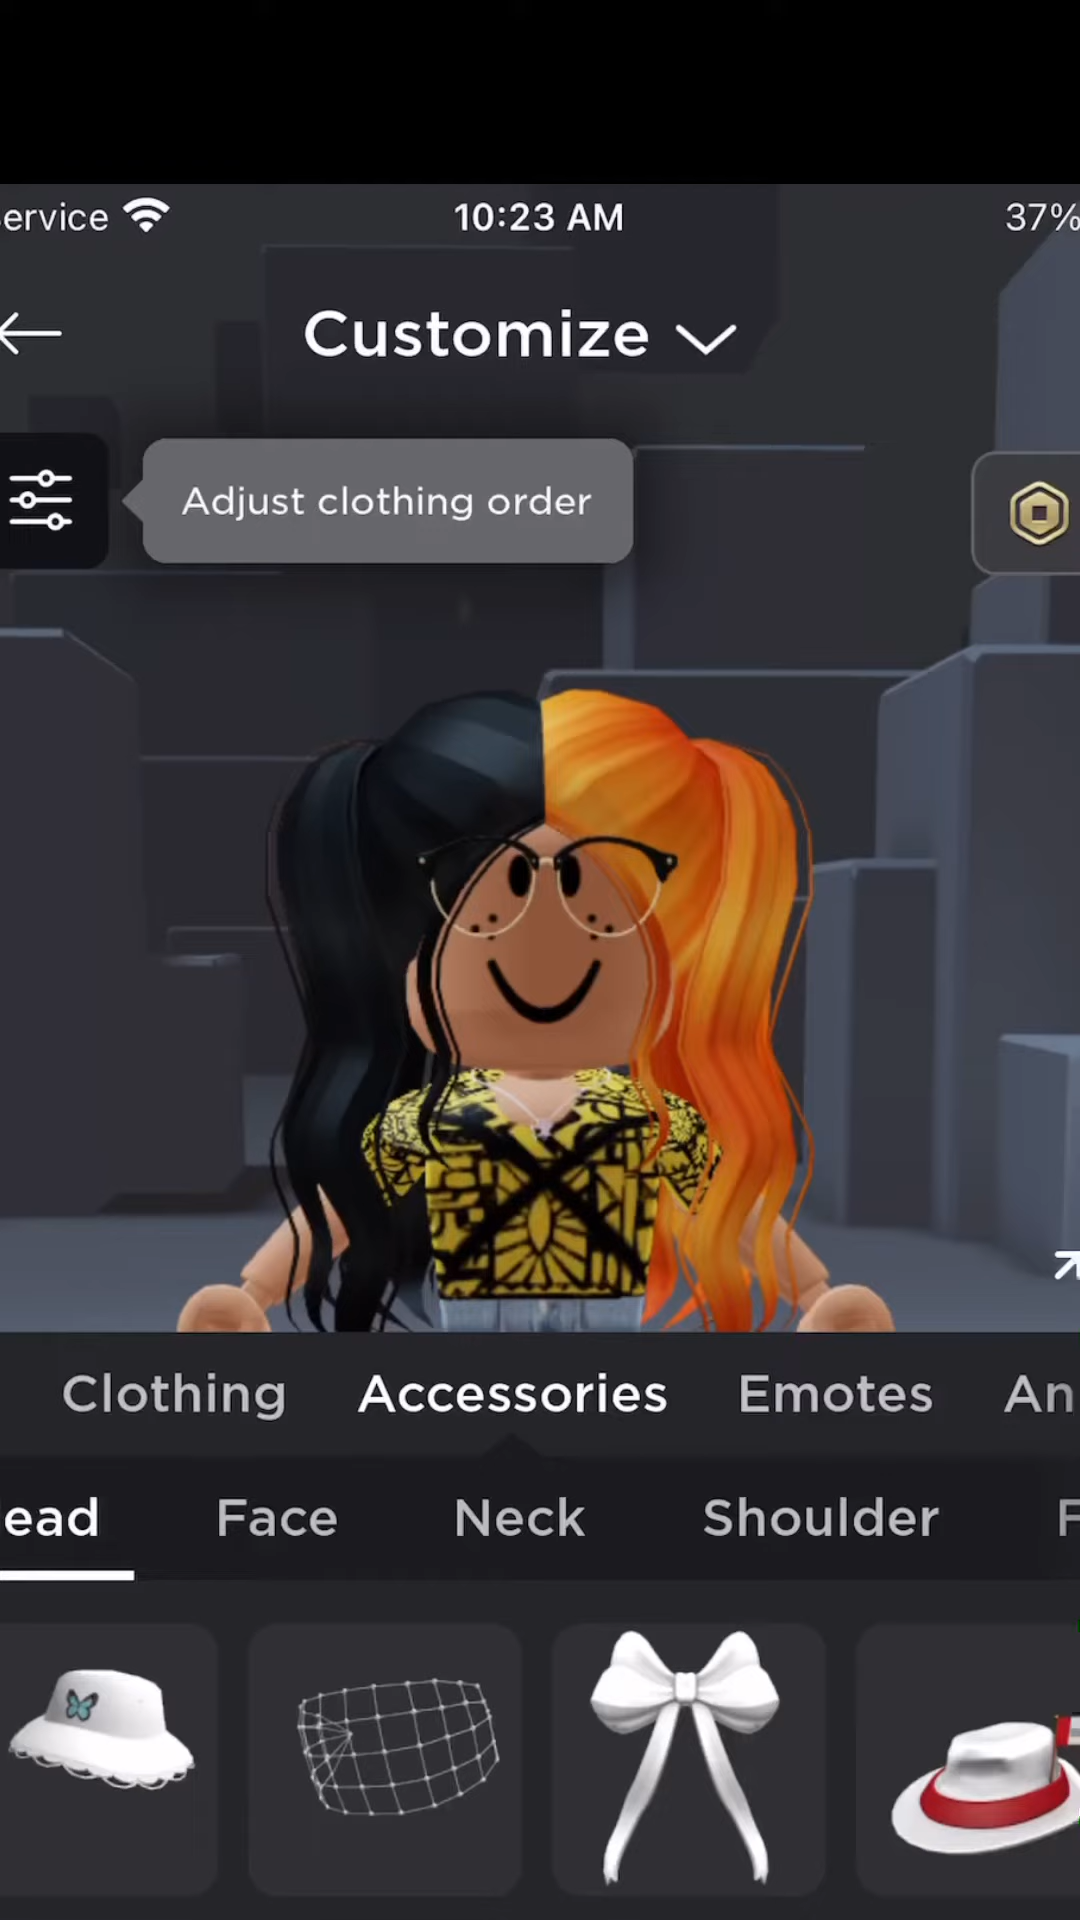 ervice 10:23 AM 37%
Customize
Adjust clothing order
Clothing Accessories Emotes An
ead Face Neck Shoulder F